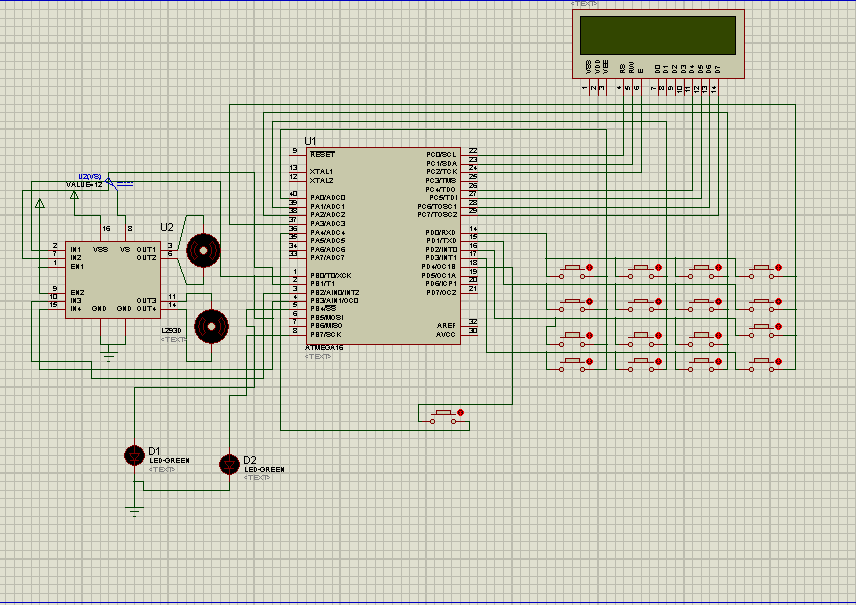 <TEXT>
VSS VDD VEE RS RW E D0 D1 D2 D3 D4 D5 D6 D7
1 2 3 4 5 6 7 8 9 10 11 12 13 14
U1
9 RESET PC0/SCL 22
PC1/SDA 23
13 XTAL1 PC2/TCK 24
12 XTAL2 PC3/TMS 25
PC4/TDO 26
40 PA0/ADC0 PC5/TDI 27
39 PA1/ADC1 PC6/TOSC1 28
38 PA2/ADC2 PC7/TOSC2 29
37 PA3/ADC3
36 PA4/ADC4 PD0/RXD 14
35 PA5/ADC5 PD1/TXD 15
34 PA6/ADC6 PD2/INT0 16
33 PA7/ADC7 PD3/INT1 17
PD4/OC1B 18
1 PB0/T0/XCK PD5/OC1A 19
2 PB1/T1 PD6/ICP1 20
3 PB2/AIN0/INT2 PD7/OC2 21
4 PB3/AIN1/OC0
5 PB4/SS
6 PB5/MOSI
7 PB6/MISO AREF 32
8 PB7/SCK AVCC 30
ATMEGA16
<TEXT>
U2(VS)
VALUE=12
U2
16 8
2 IN1 VSS VS OUT1 3
7 IN2 OUT2 6
1 EN1
9 EN2
10 IN3 OUT3 11
15 IN4 GND GND OUT4 14
L293D
<TEXT>
D1
LED-GREEN
<TEXT>
D2
LED-GREEN
<TEXT>